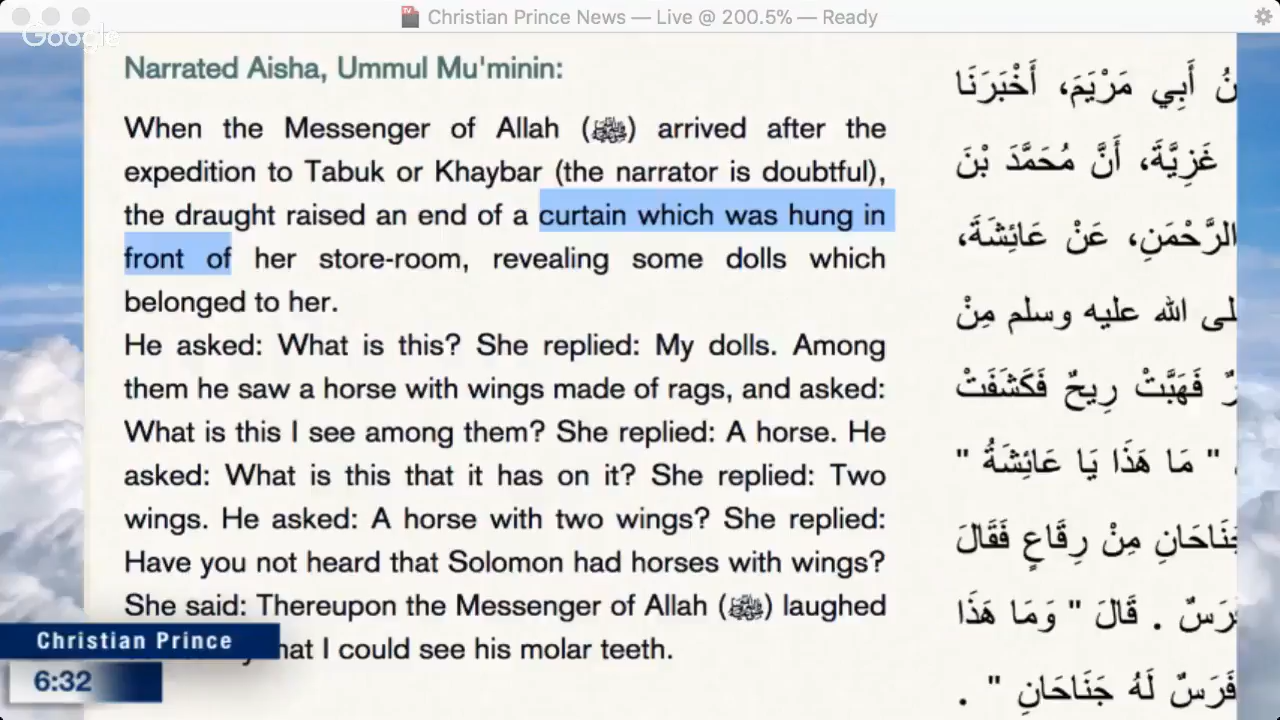 Christian Prince News — Live @ 200.5% — Ready
Google
Narrated Aisha, Ummul Mu'minin:
When the Messenger of Allah (ﷺ) arrived after the
expedition to Tabuk or Khaybar (the narrator is doubtful),
the draught raised an end of a curtain which was hung in
front of her store-room, revealing some dolls which
belonged to her.
He asked: What is this? She replied: My dolls. Among
them he saw a horse with wings made of rags, and asked:
What is this I see among them? She replied: A horse. He
asked: What is this that it has on it? She replied: Two
wings. He asked: A horse with two wings? She replied:
Have you not heard that Solomon had horses with wings?
She said: Thereupon the Messenger of Allah (ﷺ) laughed
that I could see his molar teeth.
أَبِي مَرْيَمَ، أَخْبَرَنَا
غَزِيَّةَ، أَنَّ مُحَمَّدَ بْنَ
الرَّحْمَنِ، عَنْ عَائِشَةَ،
الله عليه وسلم مِنْ
فَهَبَّتْ رِيحٌ فَكَشَفَتْ
" مَا هَذَا يَا عَائِشَةُ "
جَنَاحَانِ مِنْ رِقَاعٍ فَقَالَ
فَرَسٌ . قَالَ " وَمَا هَذَا
فَرَسٌ لَهُ جَنَاحَانِ " .
Christian Prince
6:32